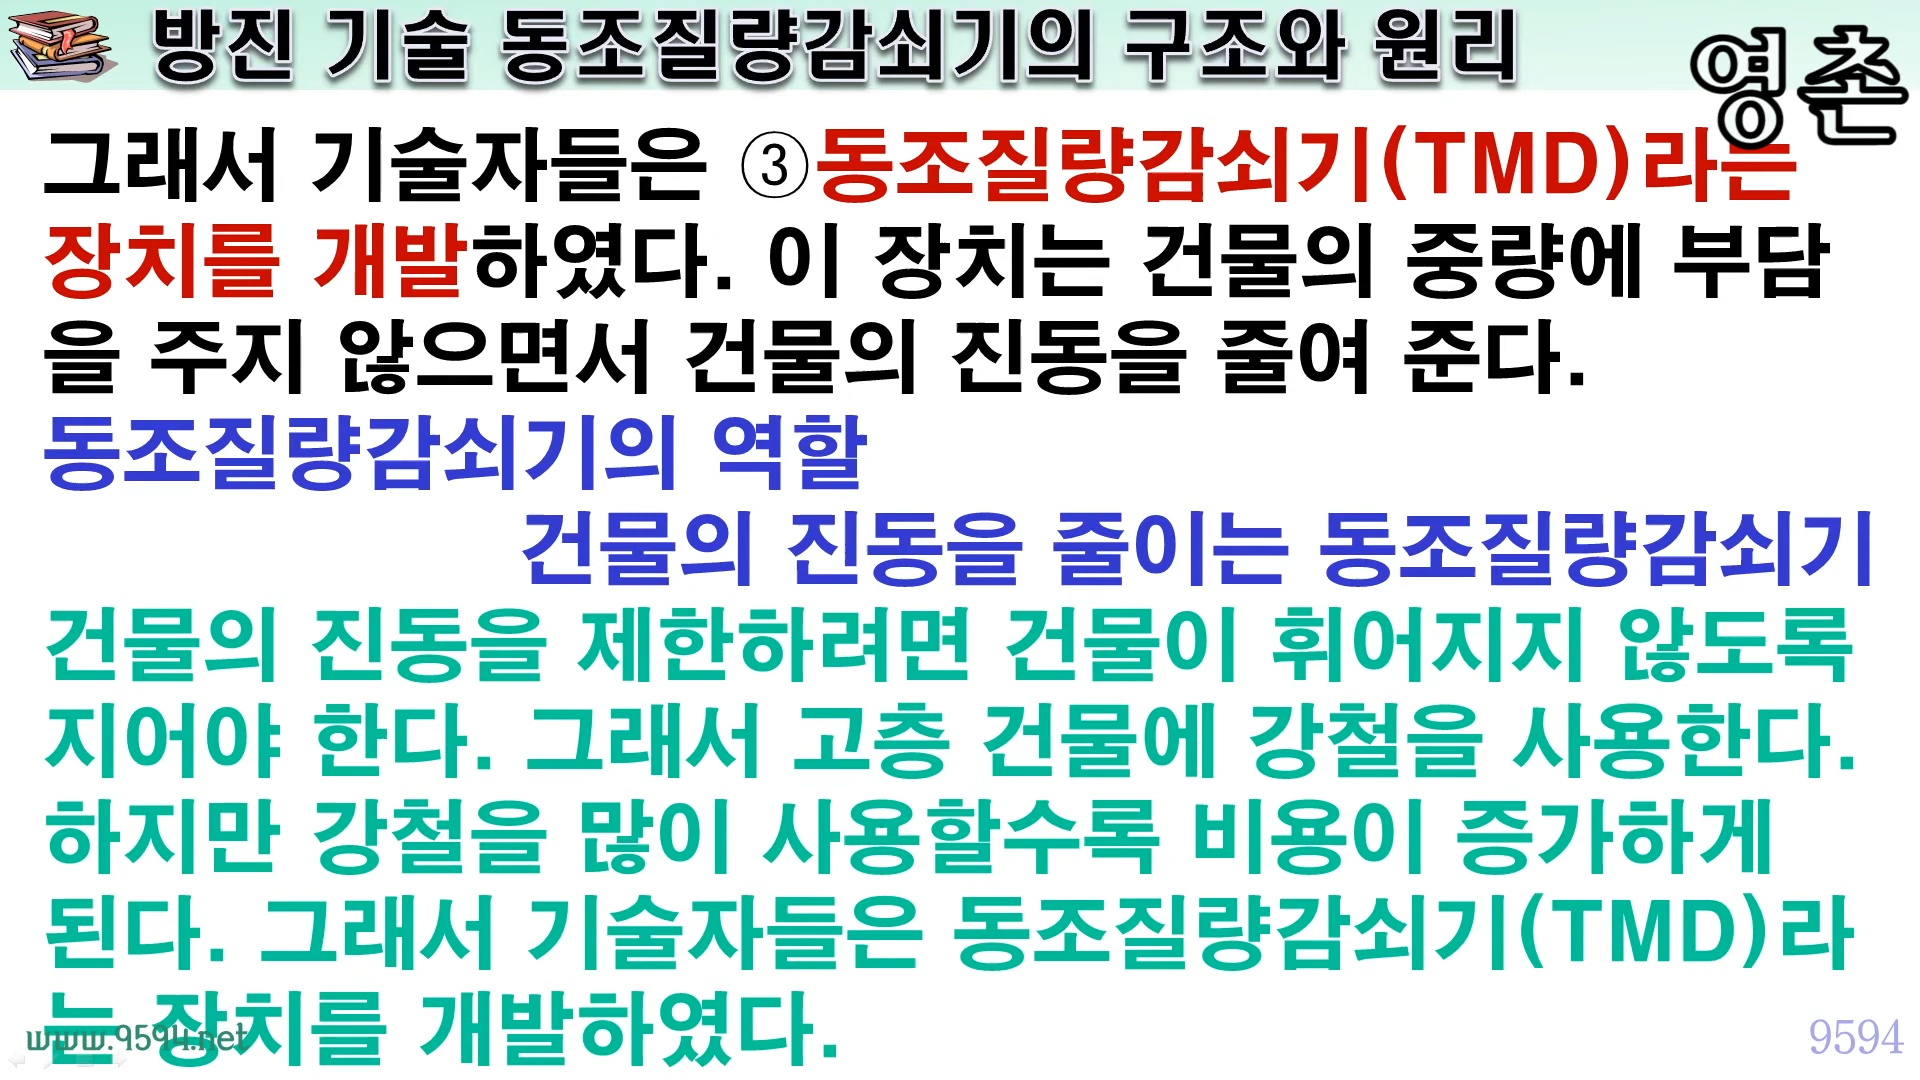 방진 기술 동조질량감쇠기의 구조와 원리
영촌
그래서 기술자들은 ③동조질량감쇠기(TMD)라는
장치를 개발하였다. 이 장치는 건물의 중량에 부담
을 주지 않으면서 건물의 진동을 줄여 준다.
동조질량감쇠기의 역할
건물의 진동을 줄이는 동조질량감쇠기
건물의 진동을 제한하려면 건물이 휘어지지 않도록
지어야 한다. 그래서 고층 건물에 강철을 사용한다.
하지만 강철을 많이 사용할수록 비용이 증가하게
된다. 그래서 기술자들은 동조질량감쇠기(TMD)라
는 장치를 개발하였다.
www.9594.net
9594